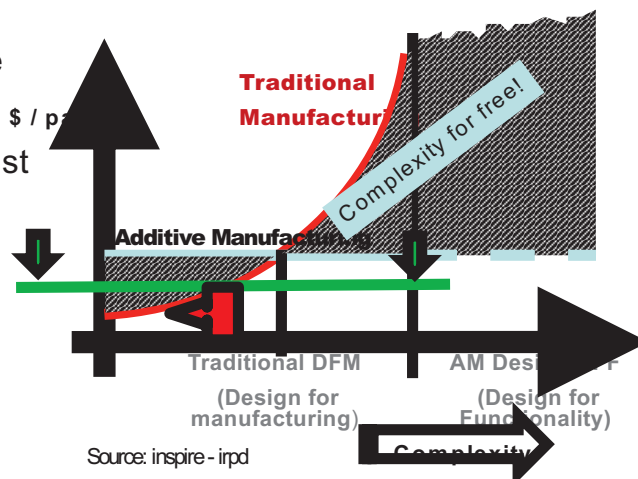 e
$ / pa
st
Traditional
Manufacturi
Complexity for free!
Additive Manufacturing
Traditional DFM
(Design for
manufacturing)
AM Desi
F
(Design for
Functionality)
Complexity
Source: inspire - irpd